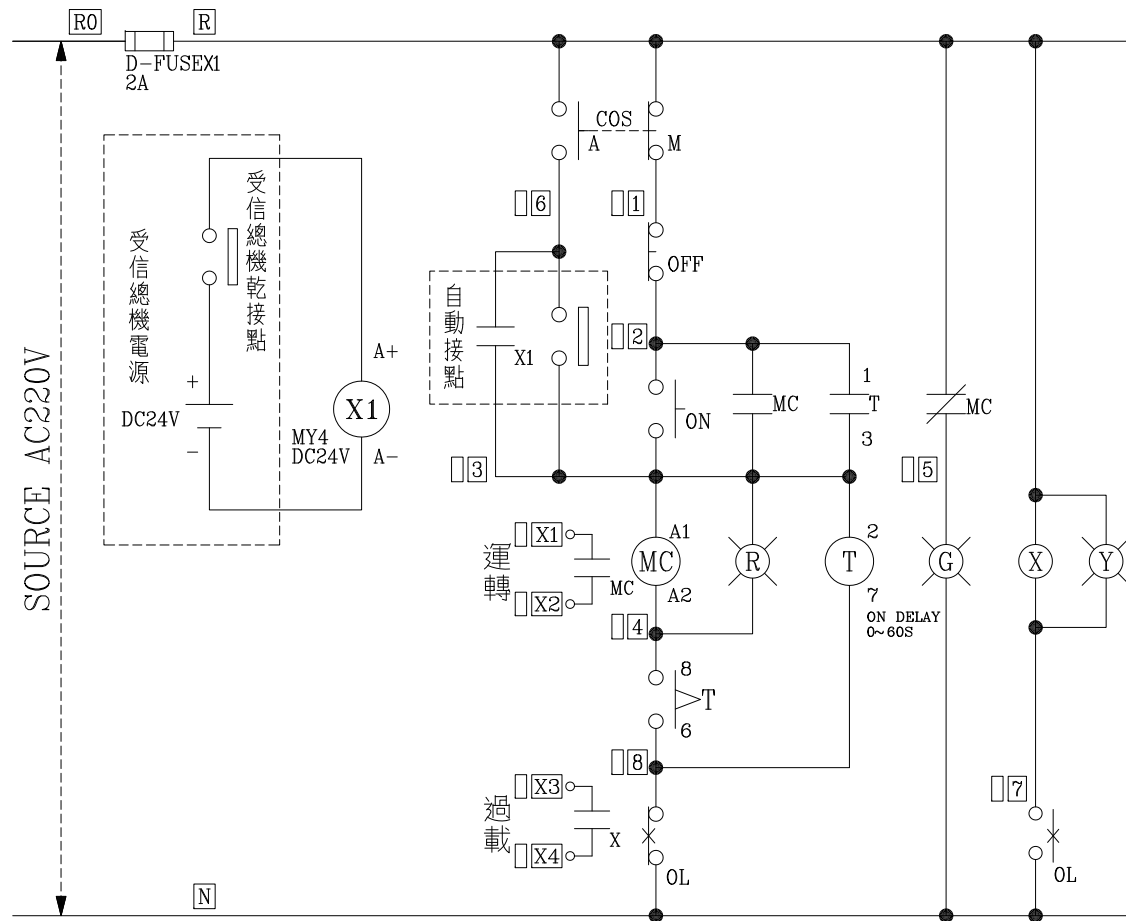 R0
R
D-FUSEX1
2A
COS
A
M
6
1
受信總機乾接點
受信總機電源
OFF
自動接點
2
X1
A+
1
SOURCE AC220V
+
DC24V
-
X1
MY4
DC24V
A-
ON
MC
T
MC
3
3
5
運轉
X1
X2
MC
A1
MC
A2
R
2
T
7
ON DELAY
0~60S
G
X
Y
4
8
T
6
8
7
過載
X3
X4
X
OL
OL
N